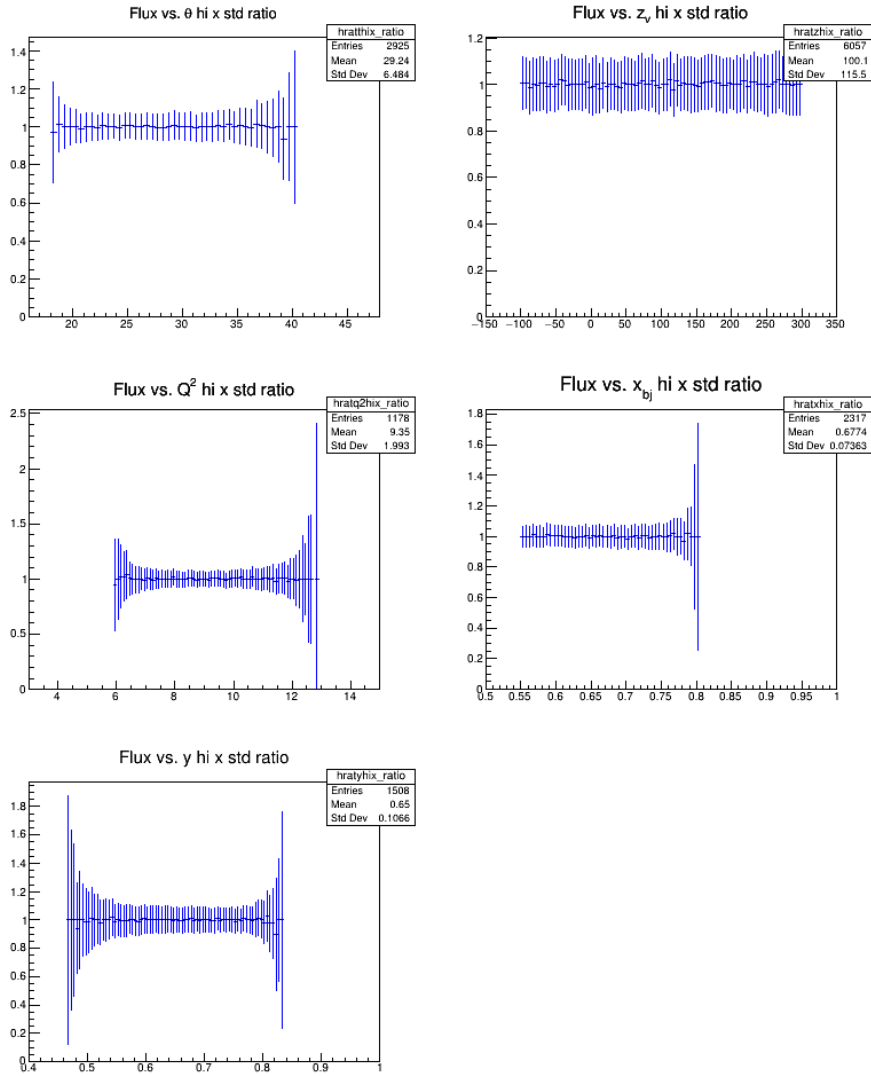 Flux vs. θ hi x std ratio
hratthix_ratio
Entries 2925
Mean 29.24
Std Dev 6.484
1.4
1.2
1
0.8
0.6
0.4
0.2
0
20 25 30 35 40 45
Flux vs. z_v hi x std ratio
hratzhix_ratio
Entries 6057
Mean 100.1
Std Dev 115.5
1.2
1
0.8
0.6
0.4
0.2
0
−150 −100 −50 0 50 100 150 200 250 300 350
Flux vs. Q² hi x std ratio
hratq2hix_ratio
Entries 1178
Mean 9.35
Std Dev 1.993
2.5
2
1.5
1
0.5
0
4 6 8 10 12 14
Flux vs. x_bj hi x std ratio
hratxhix_ratio
Entries 2317
Mean 0.6774
Std Dev 0.07363
1.8
1.6
1.4
1.2
1
0.8
0.6
0.4
0.2
0
0.5 0.55 0.6 0.65 0.7 0.75 0.8 0.85 0.9 0.95 1
Flux vs. y hi x std ratio
hratyhix_ratio
Entries 1508
Mean 0.65
Std Dev 0.1066
1.8
1.6
1.4
1.2
1
0.8
0.6
0.4
0.2
0
0.4 0.5 0.6 0.7 0.8 0.9 1